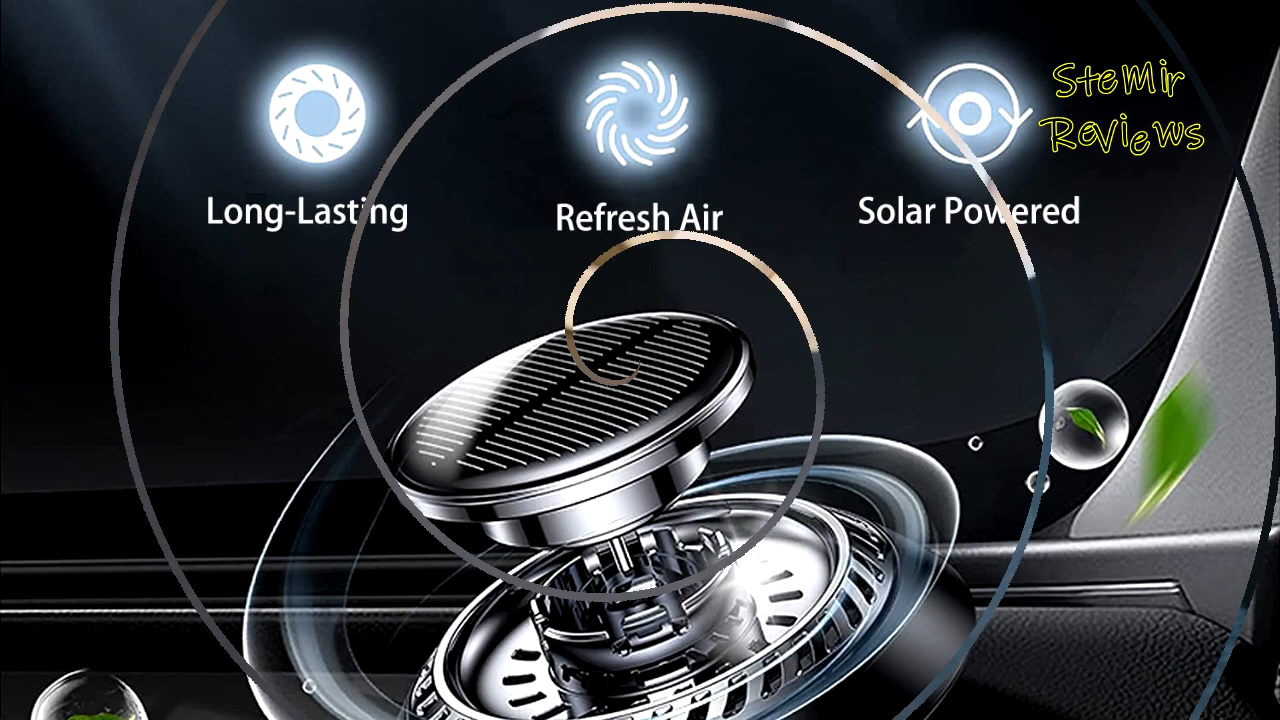 SteMir
Reviews
Long-Lasting
Refresh Air
Solar Powered